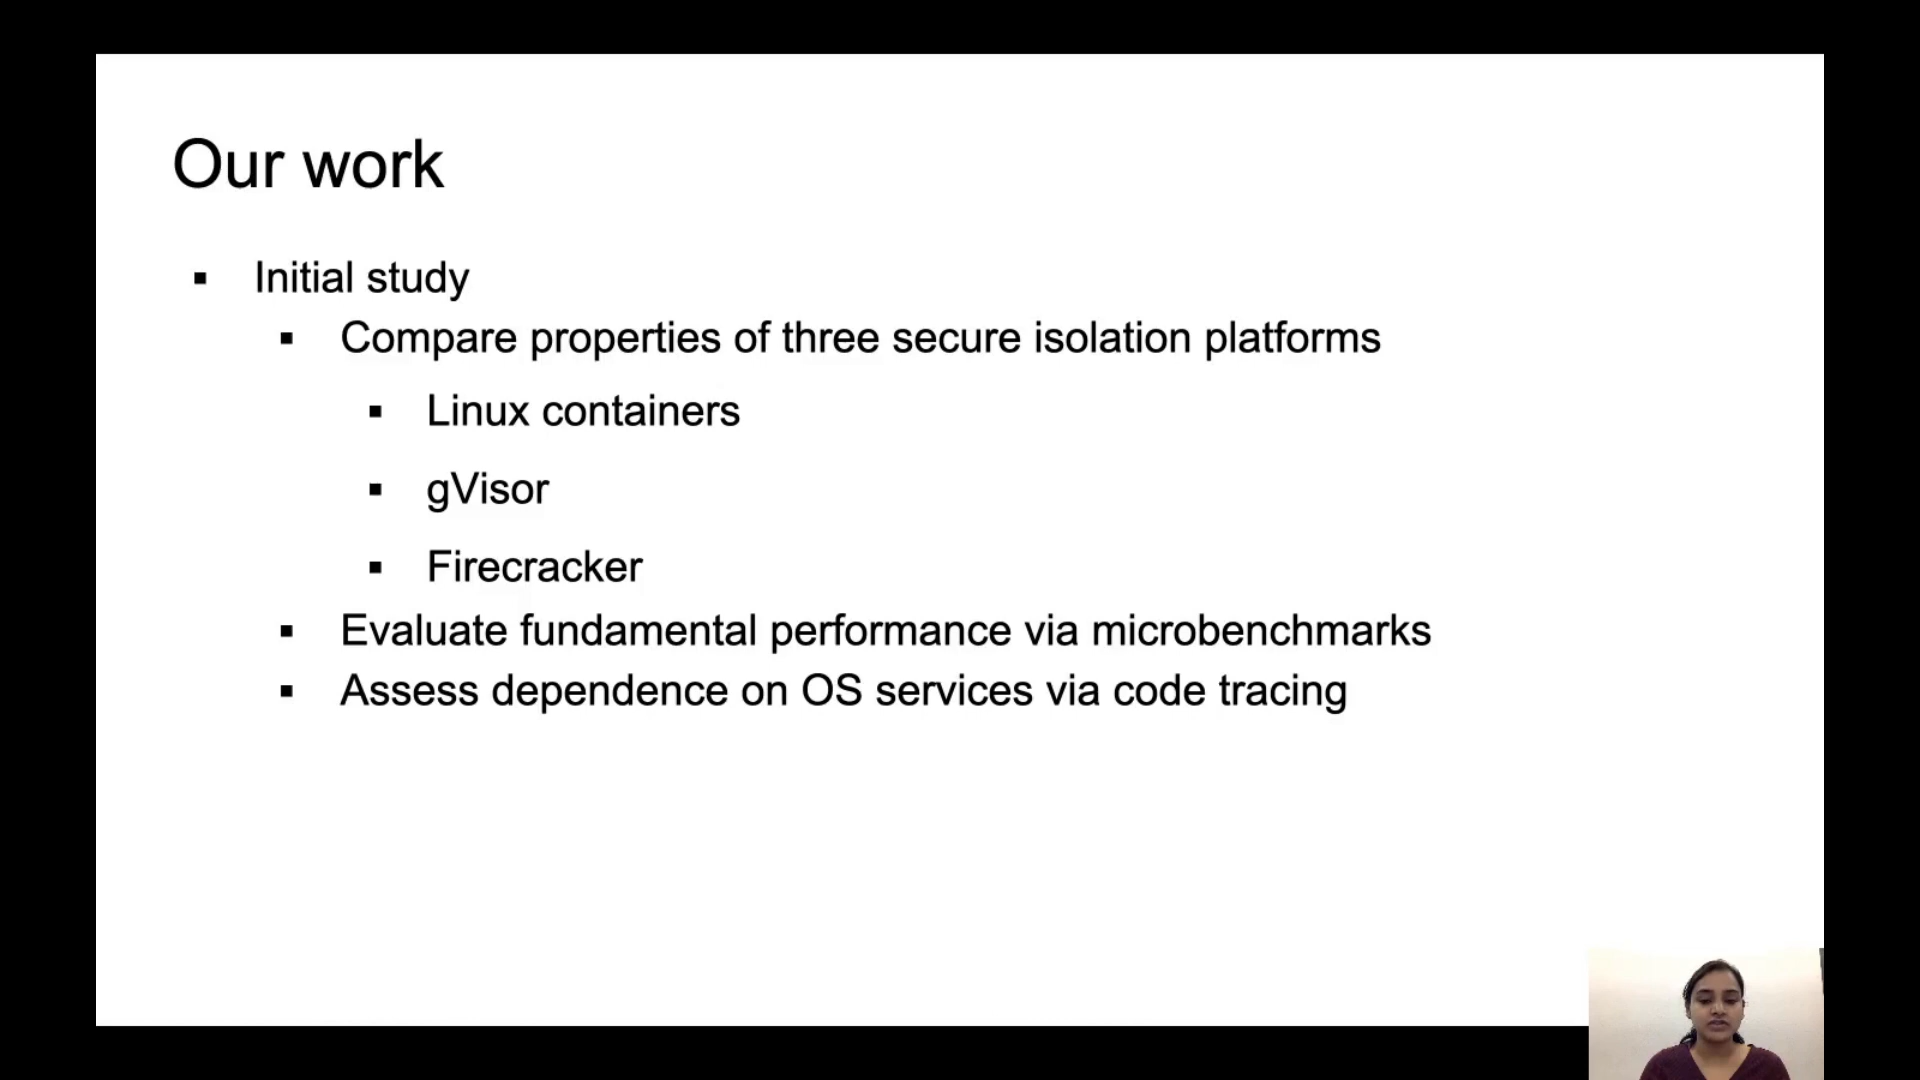 Our work
Initial study
Compare properties of three secure isolation platforms
Linux containers
gVisor
Firecracker
Evaluate fundamental performance via microbenchmarks
Assess dependence on OS services via code tracing